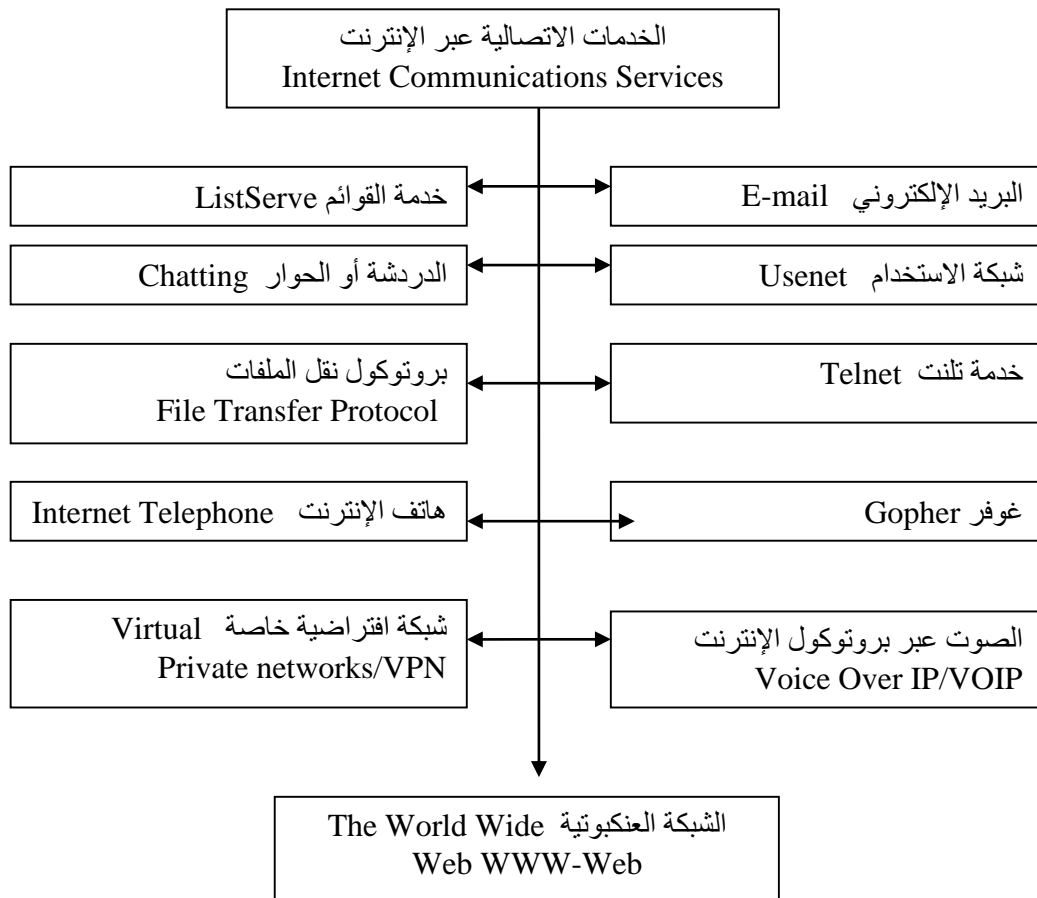 الخدمات الاتصالية عبر الإنترنت
Internet Communications Services
البريد الإلكتروني E-mail
خدمة القوائم ListServe
شبكة الاستخدام Usenet
الدردشة أو الحوار Chatting
خدمة تلنت Telnet
بروتوكول نقل الملفات
File Transfer Protocol
غوفر Gopher
هاتف الإنترنت Internet Telephone
الصوت عبر بروتوكول الإنترنت
Voice Over IP/VOIP
شبكة افتراضية خاصة Virtual
Private networks/VPN
الشبكة العنكبوتية The World Wide
Web WWW-Web